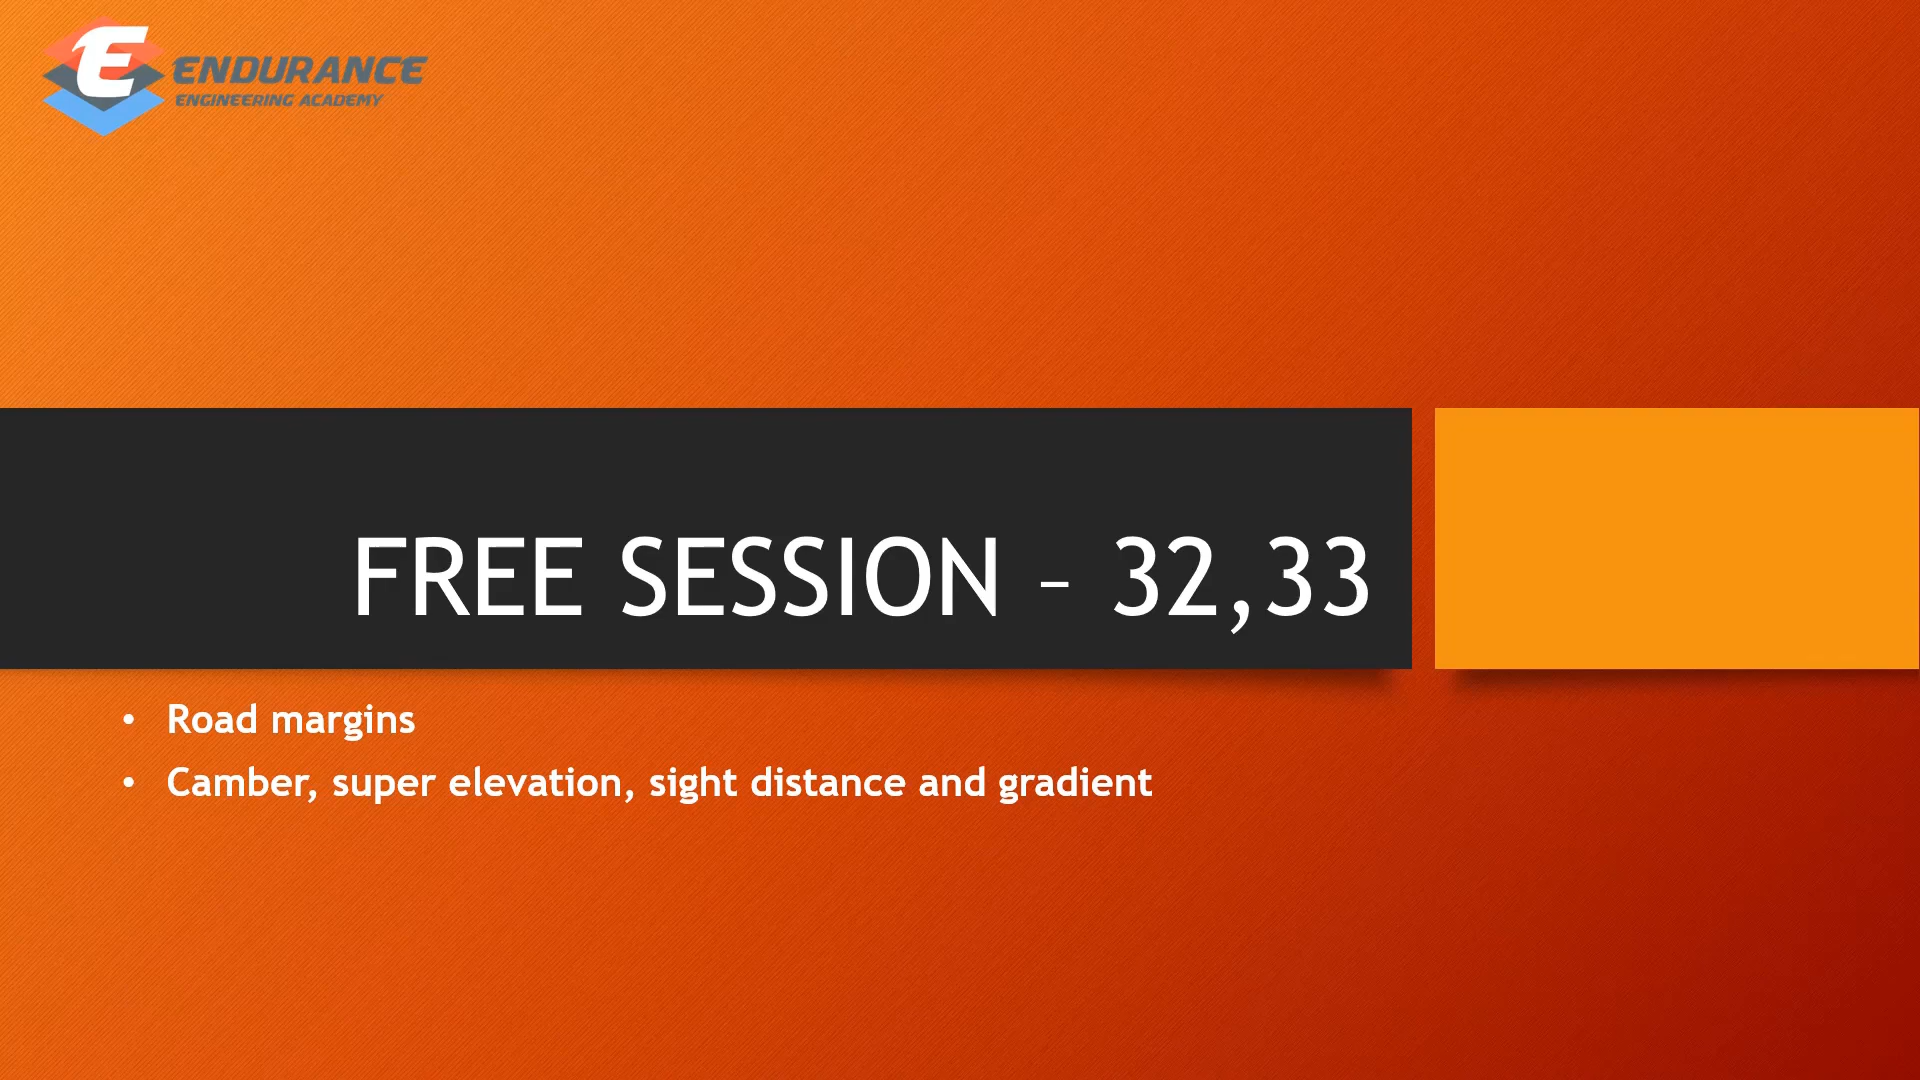 E ENDURANCE
ENGINEERING ACADEMY
FREE SESSION – 32,33
• Road margins
• Camber, super elevation, sight distance and gradient